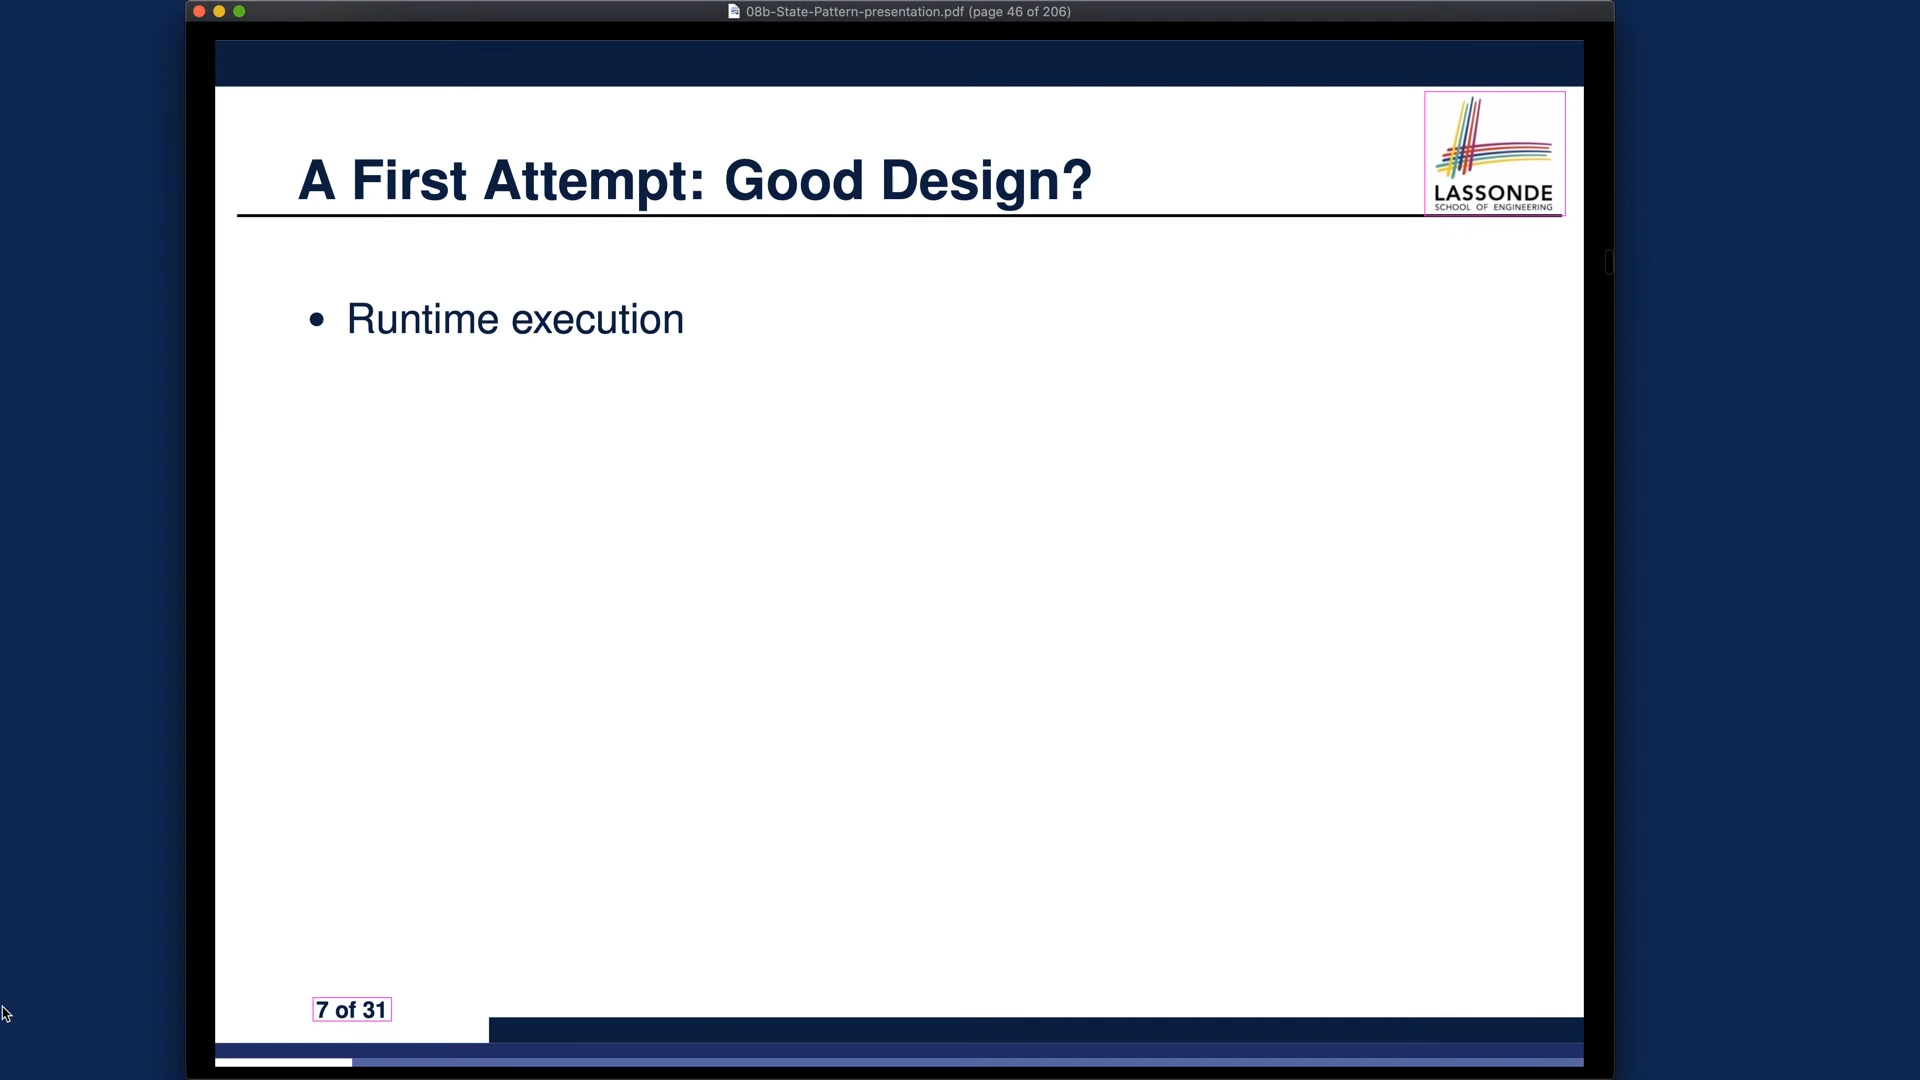 08b-State-Pattern-presentation.pdf (page 46 of 206)
LASSONDE
SCHOOL OF ENGINEERING
A First Attempt: Good Design?
• Runtime execution
7 of 31